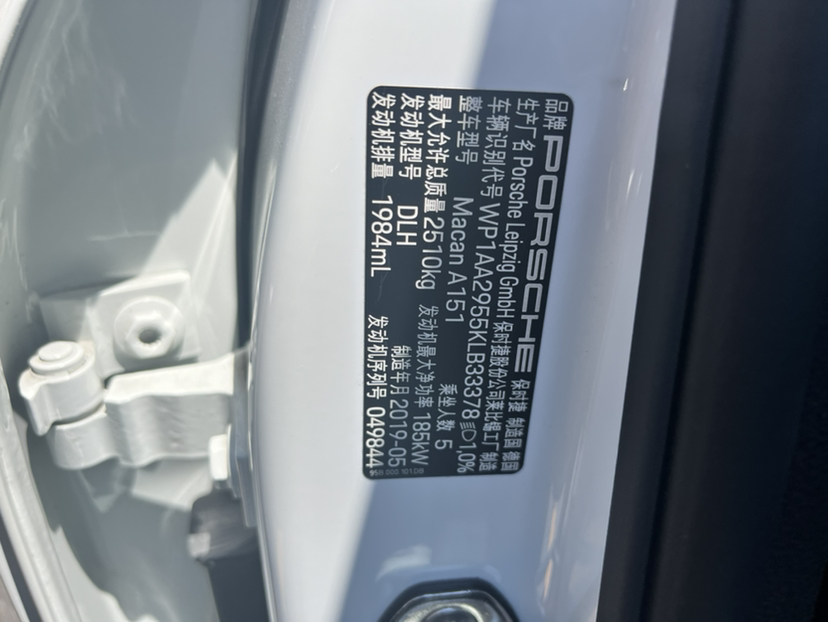 品牌 PORSCHE 保时捷 制造国 德国
生产厂名 Porsche Leipzig GmbH 保时捷股份公司莱比锡工厂制造
车辆识别代号 WP1AA2955KLB33378 1,0%
整车型号 Macan A151 乘坐人数 5
最大允许总质量 2510kg 发动机最大净功率 185kW
发动机型号 DLH 制造年月 2019-05
发动机排量 1984mL 发动机序列号 049844